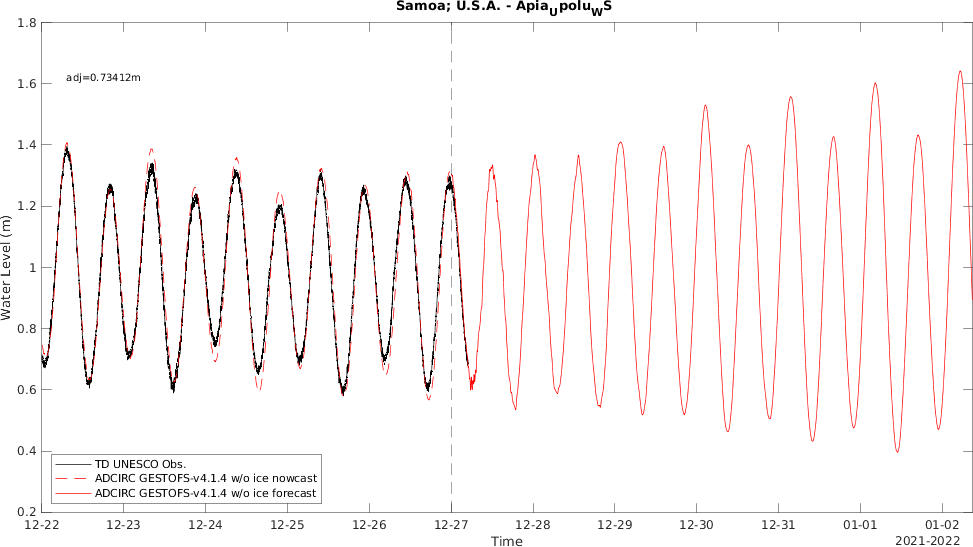 Samoa; U.S.A. - Apia_Upolu_WS
1.8
adj=0.73412m
1.6
1.4
1.2
1
0.8
0.6
0.4
0.2
Water Level (m)
TD UNESCO Obs.
ADCIRC GESTOFS-v4.1.4 w/o ice nowcast
ADCIRC GESTOFS-v4.1.4 w/o ice forecast
12-22 12-23 12-24 12-25 12-26 12-27 12-28 12-29 12-30 12-31 01-01 01-02
Time
2021-2022